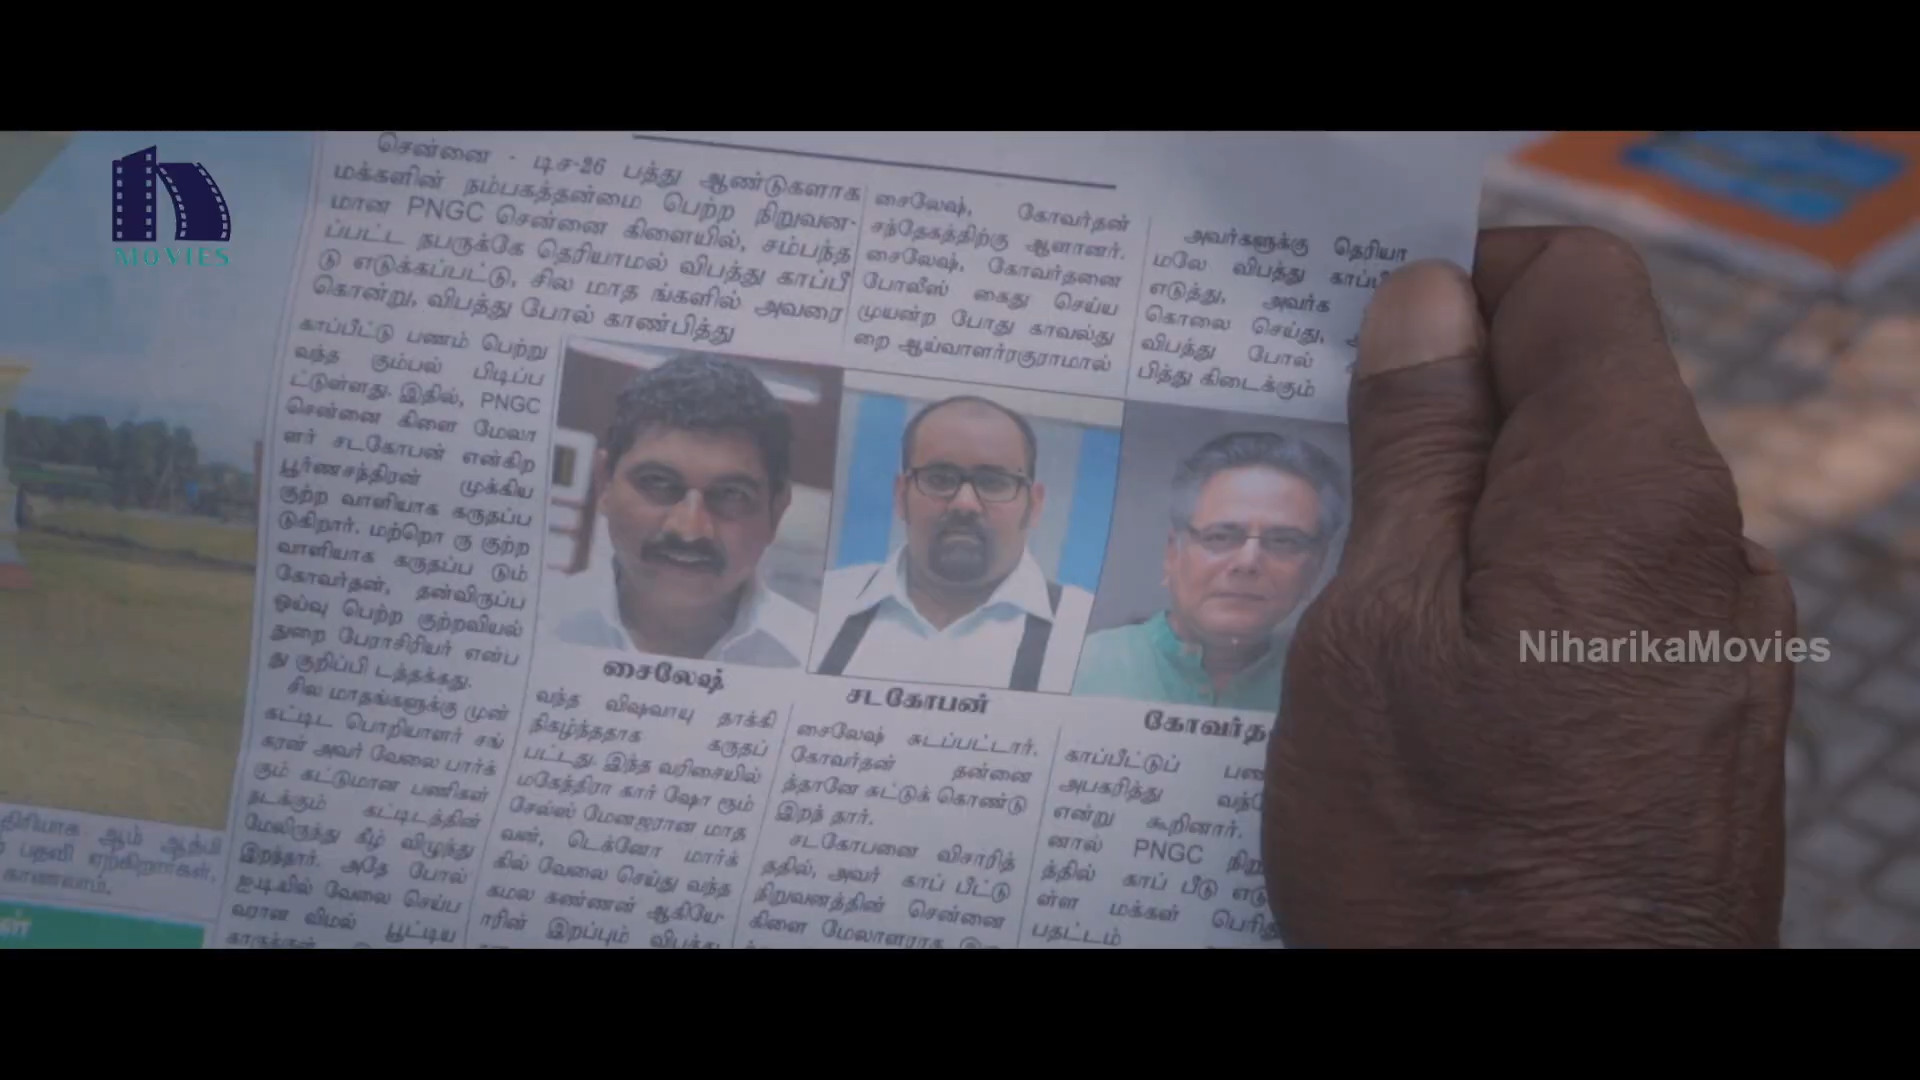 MOVIES
சென்னை - டிச-26 பத்து ஆண்டுகளாக
மக்களின் நம்பகத்தன்மை பெற்ற நிறுவன-
மான PNGC சென்னை கிளையில், சம்பந்த
ப்பட்ட நபருக்கே தெரியாமல் விபத்து காப்பீ
டு எடுக்கப்பட்டு, சில மாத ங்களில் அவரை
கொன்று, விபத்து போல் காண்பித்து
காப்பீட்டு பணம் பெற்று
வந்த கும்பல் பிடிப்ப
ட்டுள்ளது. இதில், PNGC
சென்னை கிளை மேலா
ளர் சடகோபன் என்கிற
பூர்ணசந்திரன் முக்கிய
குற்ற வாளியாக கருதப்ப
டுகிறார். மற்றொ ரு குற்ற
வாளியாக கருதப்ப டும்
கோவர்தன், தன்விருப்ப
ஓய்வு பெற்ற குற்றவியல்
துறை பேராசிரியர் என்ப
து குறிப்பி டத்தக்கது.
சில மாதங்களுக்கு முன்
கட்டிட பொறியாளர் சங்
கரன் அவர் வேலை பார்க்
கும் கட்டுமான பணிகள்
நடக்கும் கட்டிடத்தின்
மேலிருந்து கீழ் விழுந்து
இறந்தார். அதே போல்
ஐ.டியில் வேலை செய்ப
வரான விமல் பூட்டிய
சைலேஷ்
வந்த விஷவாயு தாக்கி
நிகழ்ந்ததாக கருதப்
பட்டது. இந்த வரிசையில்
மகேந்திரா கார் ஷோ ரூம்
சேல்ஸ் மேனஜரான மாத
வன், டெக்னோ மார்க்
கில் வேலை செய்து வந்த
கமல கண்ணன் ஆகியோ
ரின் இறப்பும் விபத்து
சைலேஷ், கோவர்தன்
சந்தேகத்திற்கு ஆளானர்.
சைலேஷ், கோவர்தனை
போலீஸ் கைது செய்ய
முயன்ற போது காவல்து
றை ஆய்வாளர்ரகுராமால்
சடகோபன்
சைலேஷ் சுடப்பட்டார்.
கோவர்தன் தன்னை
த்தானே சுட்டுக் கொண்டு
இறந் தார்.
சடகோபனை விசாரித்
ததில், அவர் காப் பீட்டு
நிறுவனத்தின் சென்னை
கிளை மேலாளராக
அவர்களுக்கு தெரியா
மலே விபத்து
எடுத்து, அவர்க
கொலை செய்து,
விபத்து போல்
பித்து கிடைக்கும்
காப்பீட்டுப்
அபகரித்து
என்று கூறினார்.
னால் PNGC
த்தில் காப் பீடு
ள்ள மக்கள்
பதட்டம்
பதவி ஏற்கிறார்கள்,
காணலாம்.
NiharikaMovies